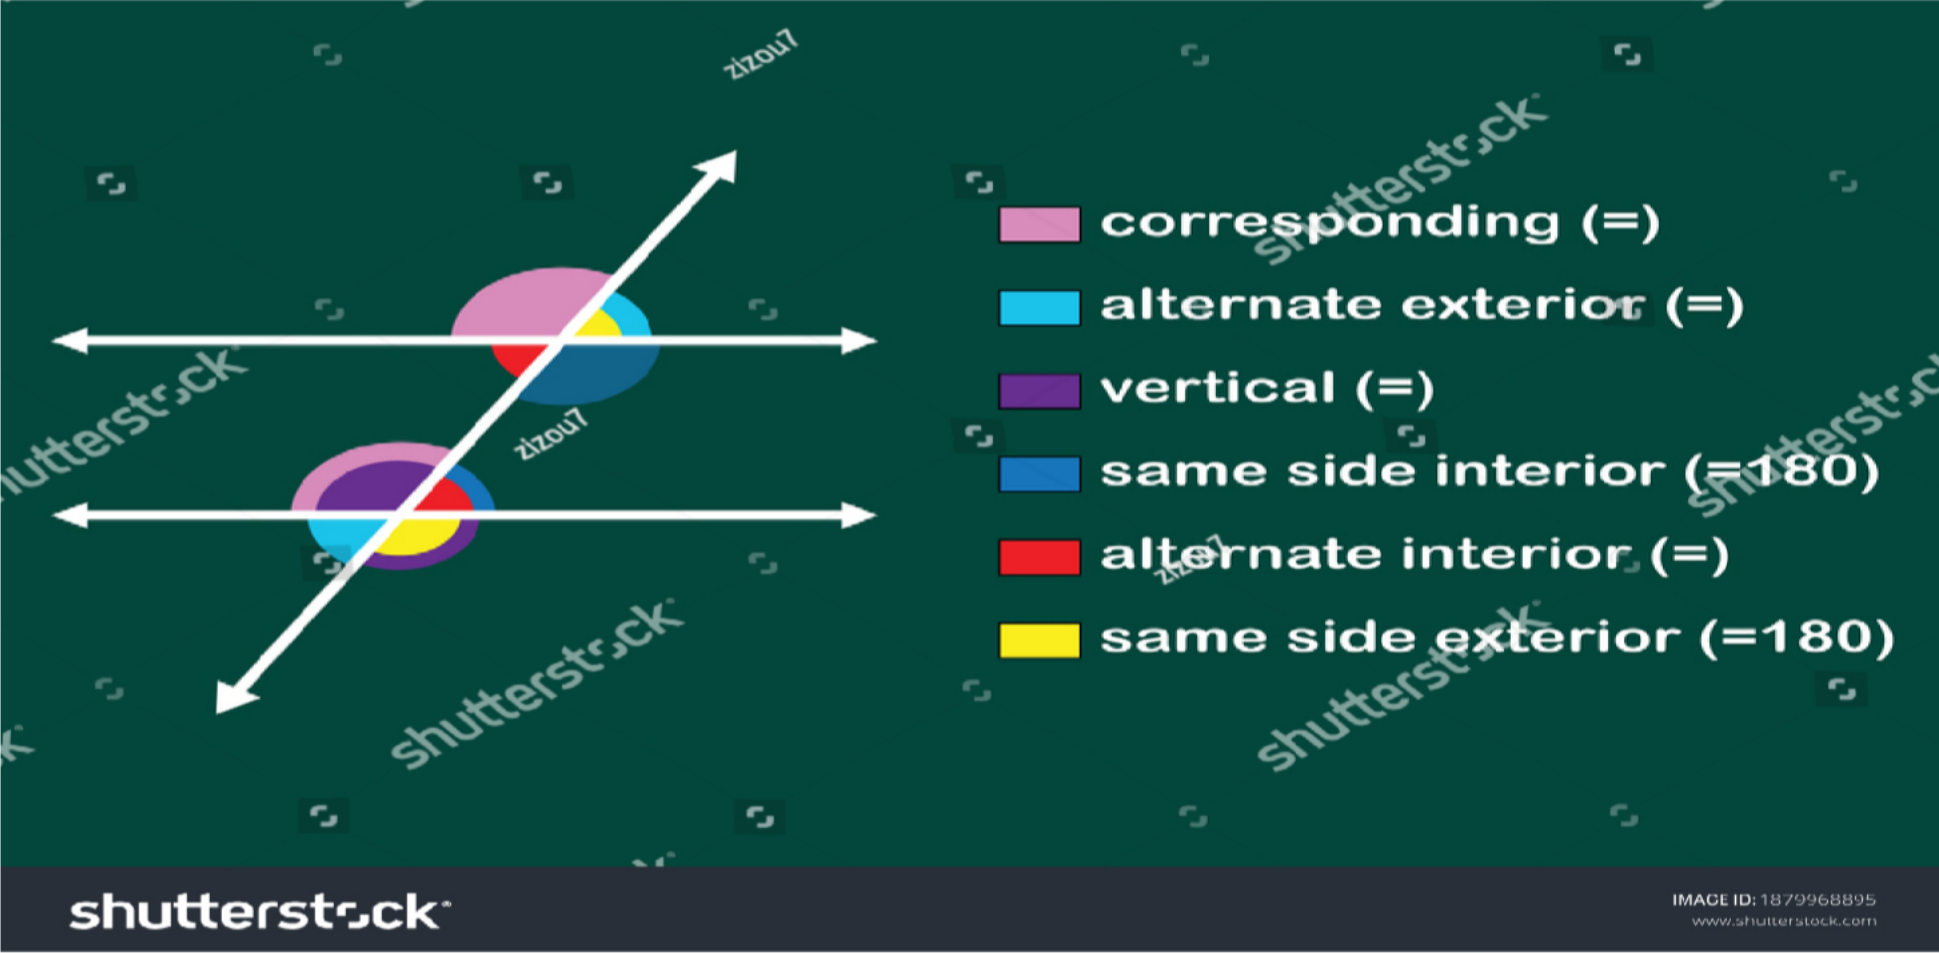 zizou7
shutterstock
corresponding (=)
alternate exterior (=)
shutterstock
vertical (=)
zizou7
same side interior (=180)
shutterstock
zizou7
alternate interior (=)
same side exterior (=180)
shutterstock
shutterstock
shutterstock
IMAGE ID: 1879968895
www.shutterstock.com